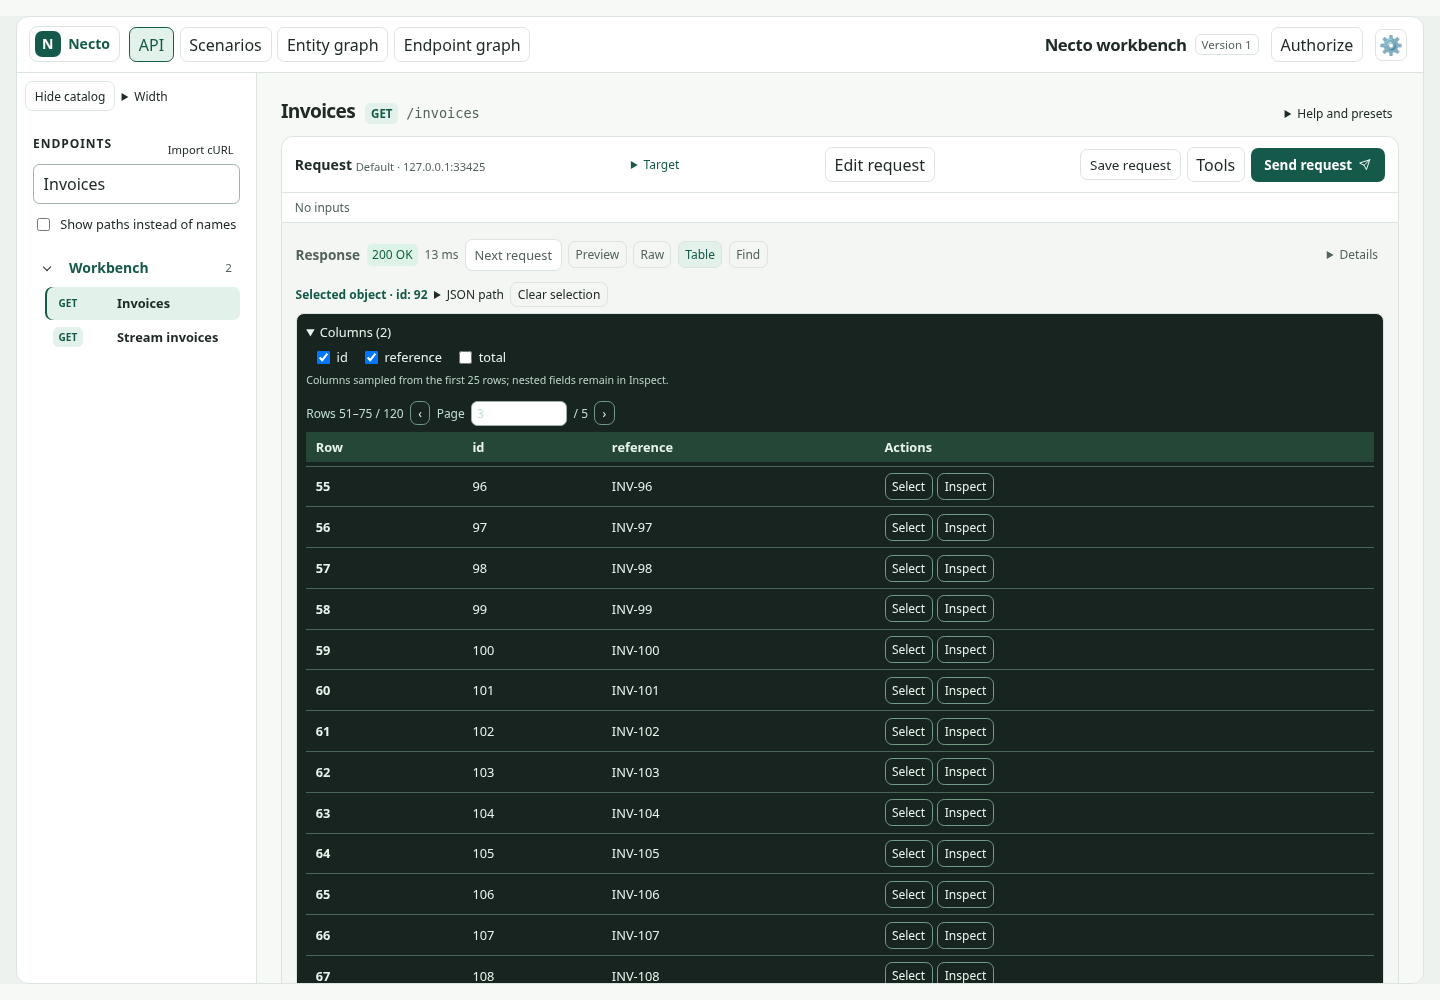 N Necto API Scenarios Entity graph Endpoint graph Necto workbench Version 1 Authorize
Hide catalog Width
ENDPOINTS Import cURL
Invoices
Show paths instead of names
Workbench 2
GET Invoices
GET Stream invoices
Invoices GET /invoices Help and presets
Request Default · 127.0.0.1:33425 Target Edit request Save request Tools Send request
No inputs
Response 200 OK 13 ms Next request Preview Raw Table Find Details
Selected object · id: 92 JSON path Clear selection
Columns (2)
id reference total
Columns sampled from the first 25 rows; nested fields remain in Inspect.
Rows 51–75 / 120 ‹ Page 3 / 5 ›
Row id reference Actions
55 96 INV-96 Select Inspect
56 97 INV-97 Select Inspect
57 98 INV-98 Select Inspect
58 99 INV-99 Select Inspect
59 100 INV-100 Select Inspect
60 101 INV-101 Select Inspect
61 102 INV-102 Select Inspect
62 103 INV-103 Select Inspect
63 104 INV-104 Select Inspect
64 105 INV-105 Select Inspect
65 106 INV-106 Select Inspect
66 107 INV-107 Select Inspect
67 108 INV-108 Select Inspect